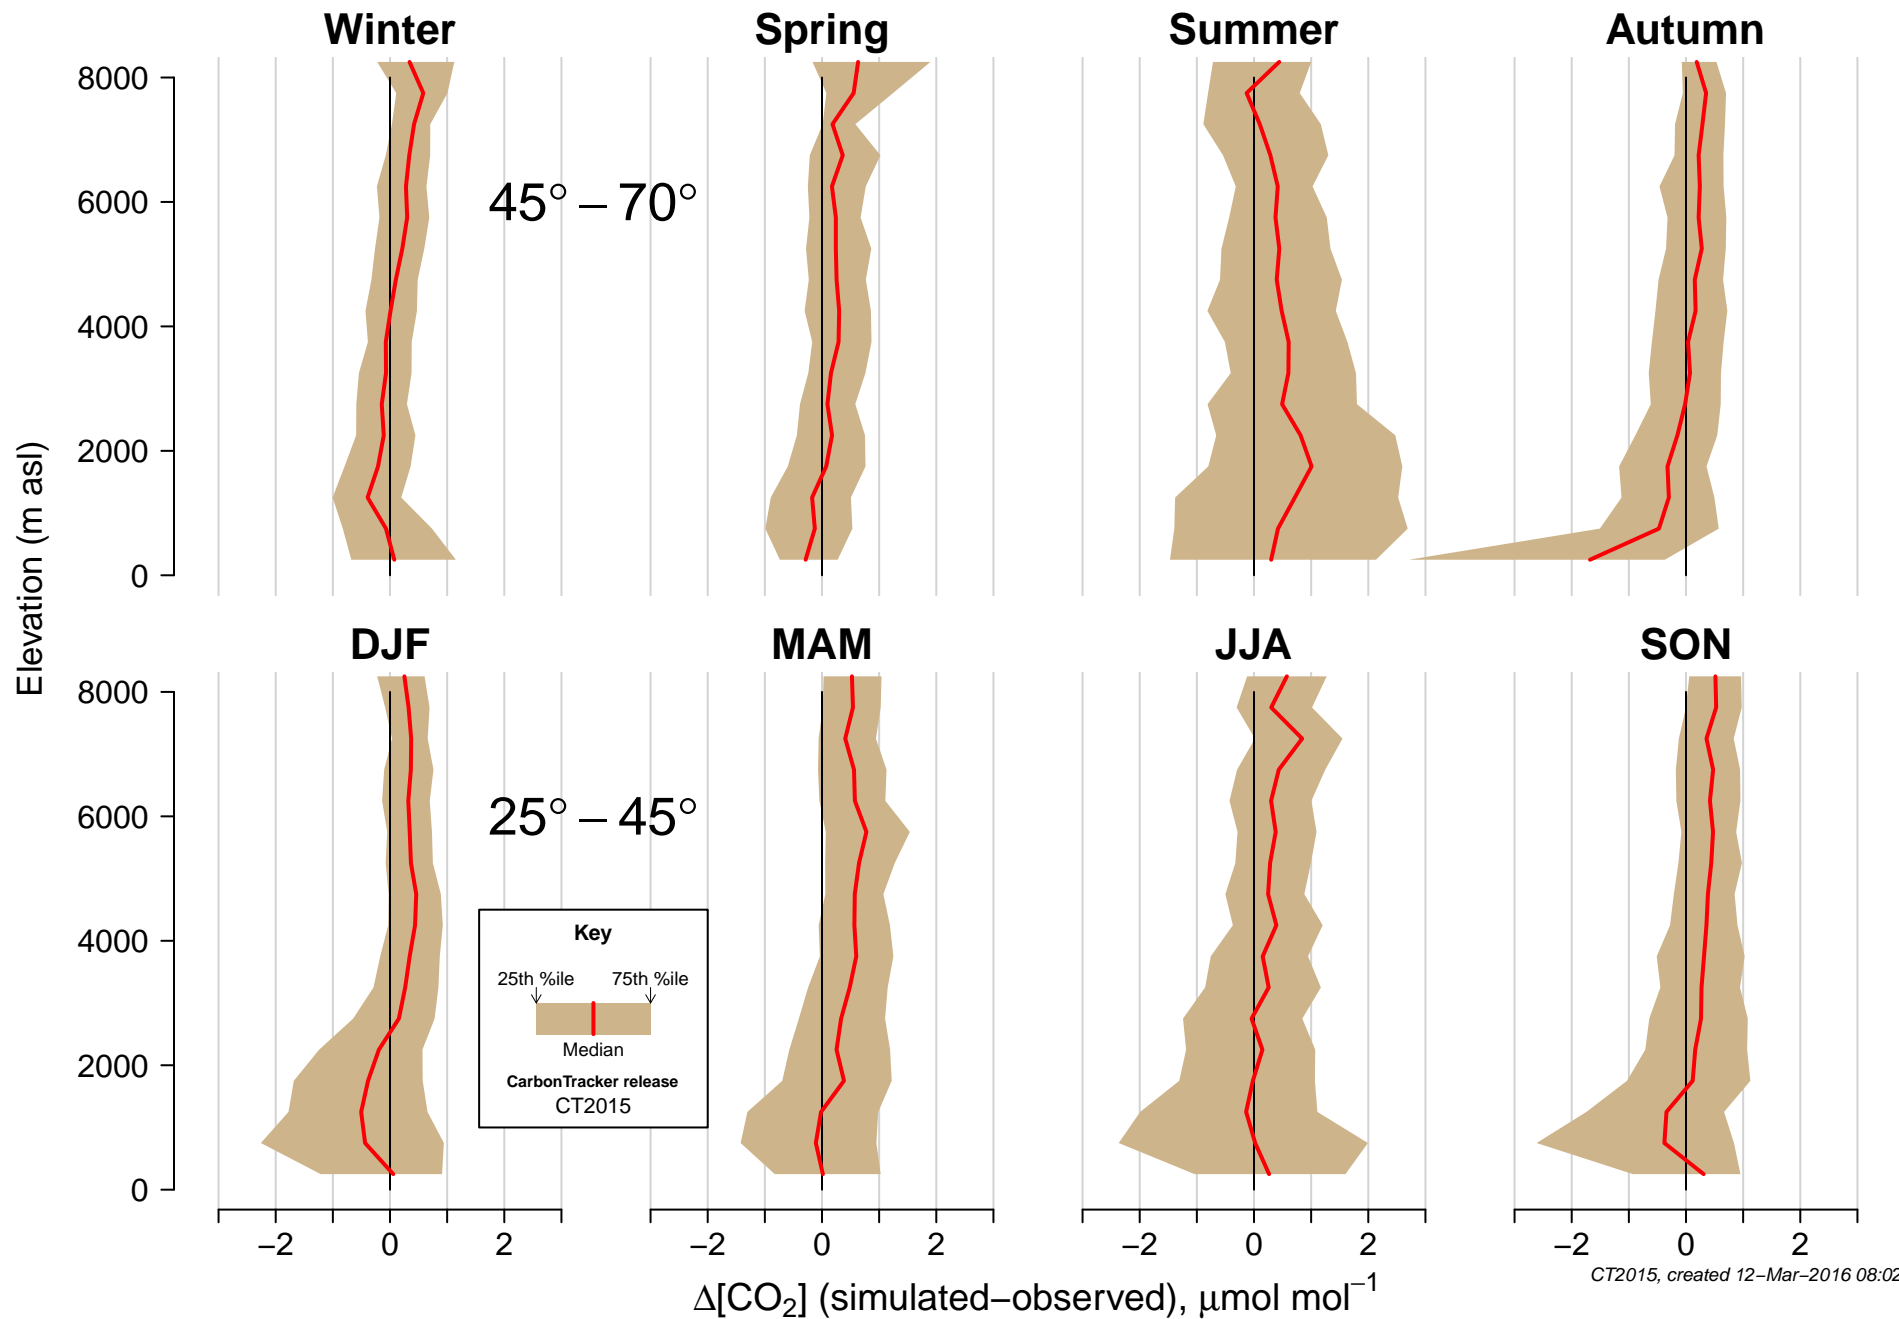 Winter Spring Summer Autumn
8000
6000
4000
2000
0
45° – 70°
Elevation (m asl)
DJF MAM JJA SON
8000
6000
4000
2000
0
25° – 45°
Key
25th %ile 75th %ile
Median
CarbonTracker release
CT2015
−2 0 2 −2 0 2 −2 0 2 −2 0 2
Δ[CO₂] (simulated−observed), μmol mol⁻¹
CT2015, created 12−Mar−2016 08:02